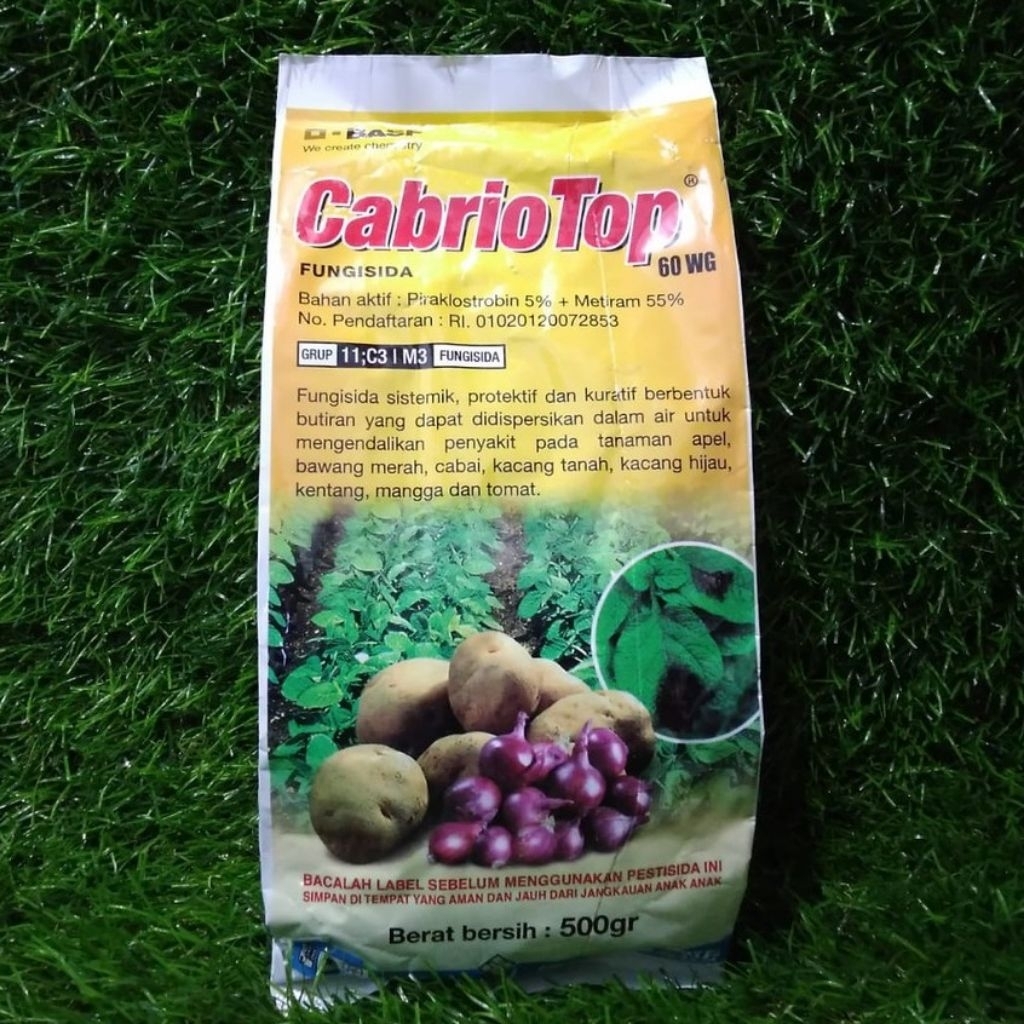 BASF
We create chemistry
Cabrio Top®
60 WG
FUNGISIDA
Bahan aktif : Piraklostrobin 5% + Metiram 55%
No. Pendaftaran : RI. 01020120072853
GRUP 11;C3 I M3 FUNGISIDA
Fungisida sistemik, protektif dan kuratif berbentuk
butiran yang dapat didispersikan dalam air untuk
mengendalikan penyakit pada tanaman apel,
bawang merah, cabai, kacang tanah, kacang hijau,
kentang, mangga dan tomat.
BACALAH LABEL SEBELUM MENGGUNAKAN PESTISIDA INI
SIMPAN DI TEMPAT YANG AMAN DAN JAUH DARI JANGKAUAN ANAK ANAK
Berat bersih : 500gr